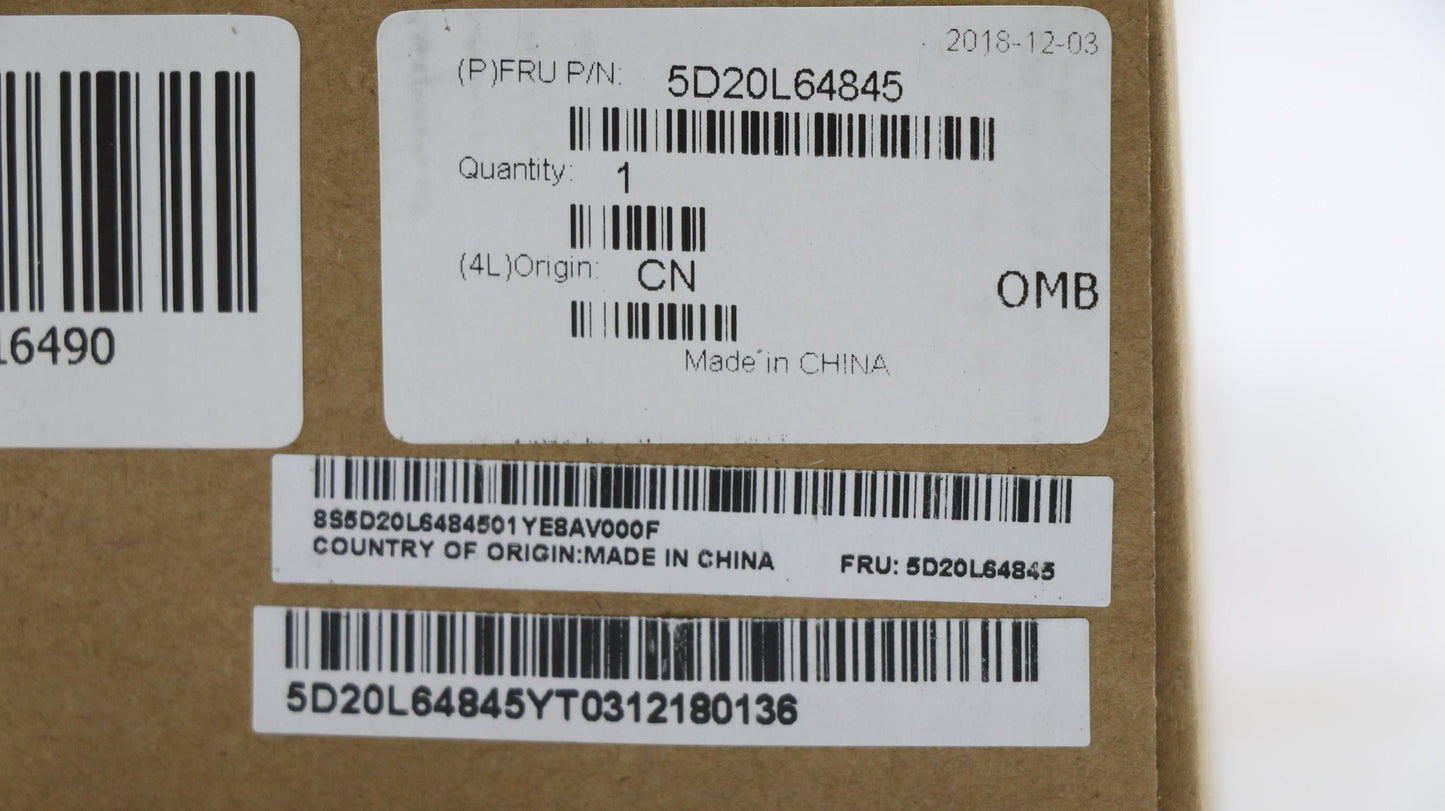 2018-12-03
(P)FRU P/N: 5D20L64845
Quantity: 1
(4L)Origin: CN
OMB
Made in CHINA
16490
8S5D20L6484501YE8AV000F
COUNTRY OF ORIGIN:MADE IN CHINA FRU: 5D20L64845
5D20L64845YT0312180136